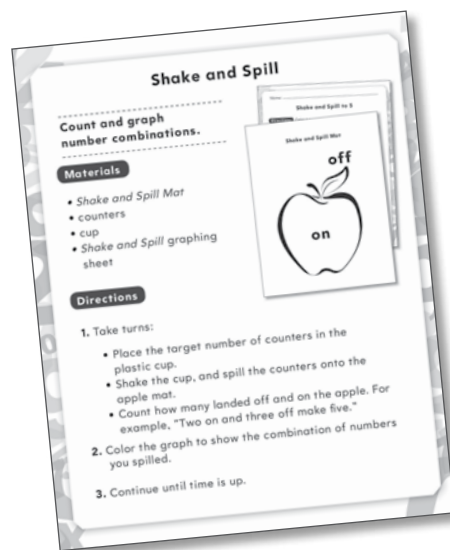 Shake and Spill
Count and graph
number combinations.
Materials
• Shake and Spill Mat
• counters
• cup
• Shake and Spill graphing
sheet
Shake and Spill to 5
Shake and Spill Mat
off
on
Directions
1. Take turns:
• Place the target number of counters in the
plastic cup.
• Shake the cup, and spill the counters onto the
apple mat.
• Count how many landed off and on the apple. For
example, “Two on and three off make five.”
2. Color the graph to show the combination of numbers
you spilled.
3. Continue until time is up.